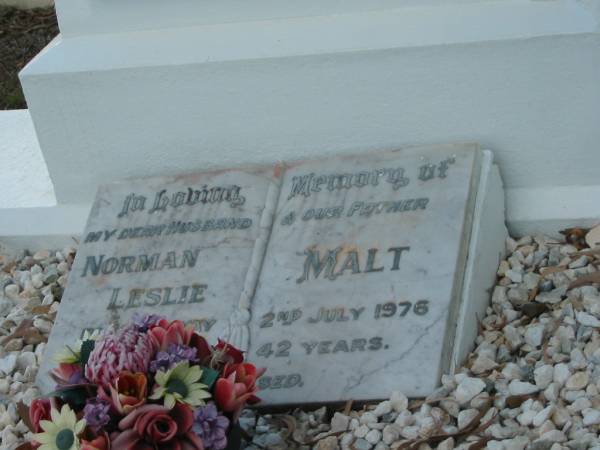 In Loving Memory of
MY DEAR HUSBAND & OUR FATHER
NORMAN
LESLIE MALT
2ND JULY 1976
42 YEARS.